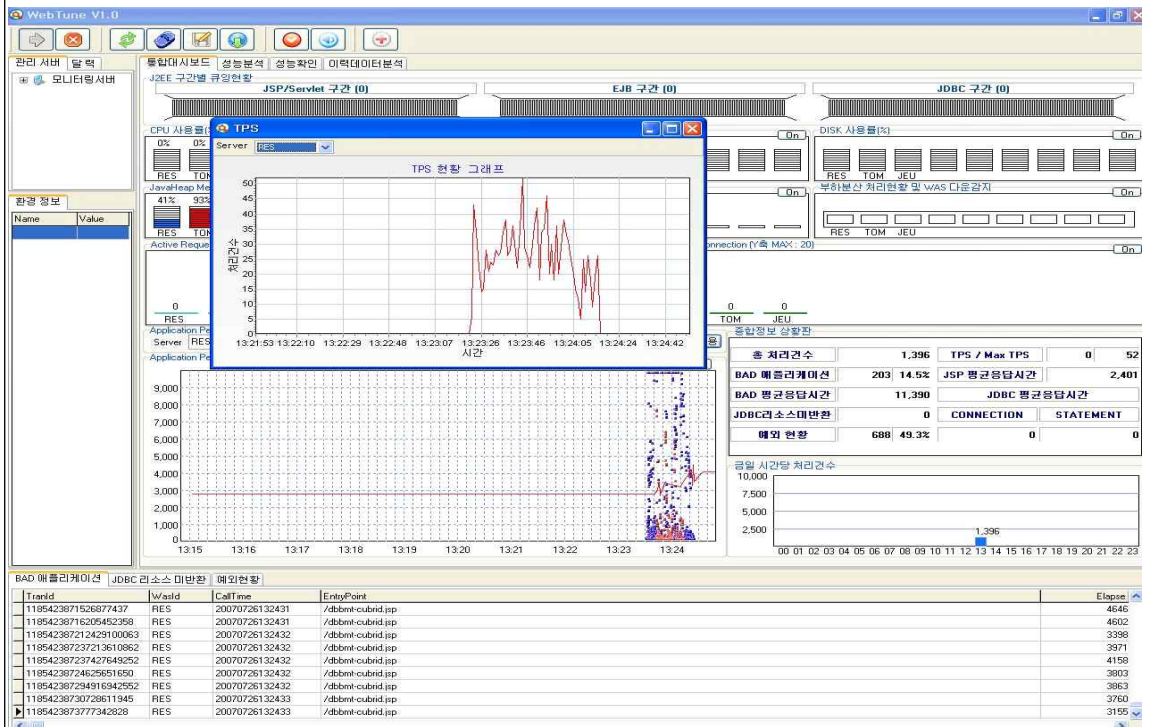 WebTune V1.0
관리 서버 달 력
모니터링서버
환경 정보
Name Value
통합대시보드 성능분석 성능확인 이력데이터분석
J2EE 구간별 큐잉현황
JSP/Servlet 구간 (0) EJB 구간 (0) JDBC 구간 (0)
CPU 사용률(
0% 0%
RES
On
DISK 사용률(%) On
RES TOM JEU
JavaHeap Me
41% 93%
RES
On
부하분산 처리현황 및 WAS 다운감지 On
RES TOM JEU
Active Reque
nnection (Y축 MAX : 20) On
0
RES
0 0
TOM JEU
TPS
Server RES
TPS 현황 그래프
처리건수
50
45
40
35
30
25
20
15
10
5
0
13:21:53 13:22:10 13:22:29 13:22:48 13:23:07 13:23:26 13:23:46 13:24:05 13:24:24 13:24:42
시간
Application Pe
Server RES 용
Application Pe
9,000
8,000
7,000
6,000
5,000
4,000
3,000
2,000
1,000
0
13:15 13:16 13:17 13:18 13:19 13:20 13:21 13:22 13:23 13:24
종합정보 상황판
총 처리건수 1,396 TPS / Max TPS 0 52
BAD 애플리케이션 203 14.5% JSP 평균응답시간 2,401
BAD 평균응답시간 11,390 JDBC 평균응답시간
JDBC리소스미반환 0 CONNECTION STATEMENT
예외 현황 688 49.3% 0 0
금일 시간당 처리건수
10,000
7,500
5,000
2,500
1,396
00 01 02 03 04 05 06 07 08 09 10 11 12 13 14 15 16 17 18 19 20 21 22 23
BAD 애플리케이션 JDBC 리소스 미반환 예외현황
TranId WasId CallTime EntryPoint Elapse
1185423871526877437 RES 20070726132431 /dbbmt-cubrid.jsp 4646
11854238716205452358 RES 20070726132431 /dbbmt-cubrid.jsp 4602
118542387212429100063 RES 20070726132432 /dbbmt-cubrid.jsp 3398
118542387237213610862 RES 20070726132432 /dbbmt-cubrid.jsp 3971
118542387237427649252 RES 20070726132432 /dbbmt-cubrid.jsp 4158
11854238724625651650 RES 20070726132432 /dbbmt-cubrid.jsp 3803
118542387294916942552 RES 20070726132432 /dbbmt-cubrid.jsp 3863
11854238730728611945 RES 20070726132433 /dbbmt-cubrid.jsp 3760
1185423873777342828 RES 20070726132433 /dbbmt-cubrid.jsp 3155